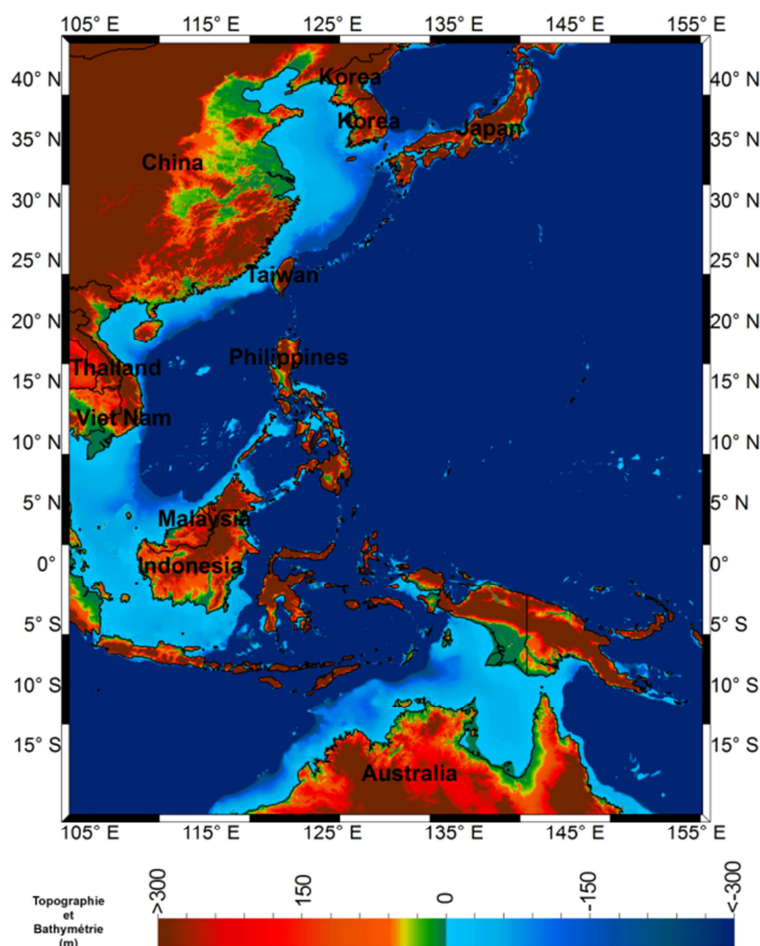 105° E 115° E 125° E 135° E 145° E 155° E
40° N 40° N
35° N 35° N
30° N 30° N
25° N 25° N
20° N 20° N
15° N 15° N
10° N 10° N
5° N 5° N
0° 0°
5° S 5° S
10° S 10° S
15° S 15° S
Korea
Korea
Japan
China
Taiwan
Philippines
Thaïland
Viet Nam
Malaysia
Indonesia
Australia
105° E 115° E 125° E 135° E 145° E 155° E
>300 150 0 -150 <-300
Topographie
et
Bathymétrie
(m)